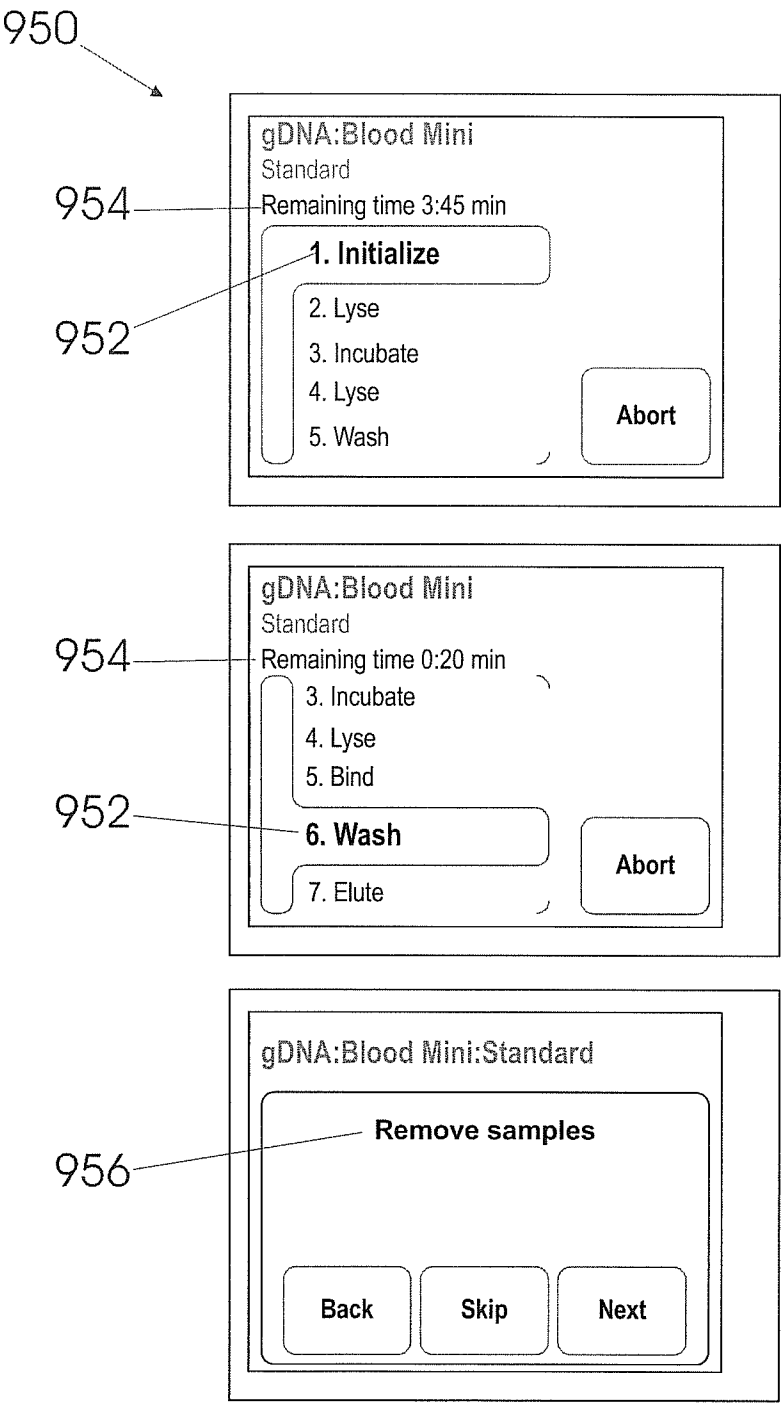 950
gDNA:Blood Mini
Standard
954
Remaining time 3:45 min
1. Initialize
952
2. Lyse
3. Incubate
4. Lyse
5. Wash
Abort
gDNA:Blood Mini
Standard
954
Remaining time 0:20 min
3. Incubate
4. Lyse
5. Bind
952
6. Wash
7. Elute
Abort
gDNA:Blood Mini:Standard
956
Remove samples
Back Skip Next